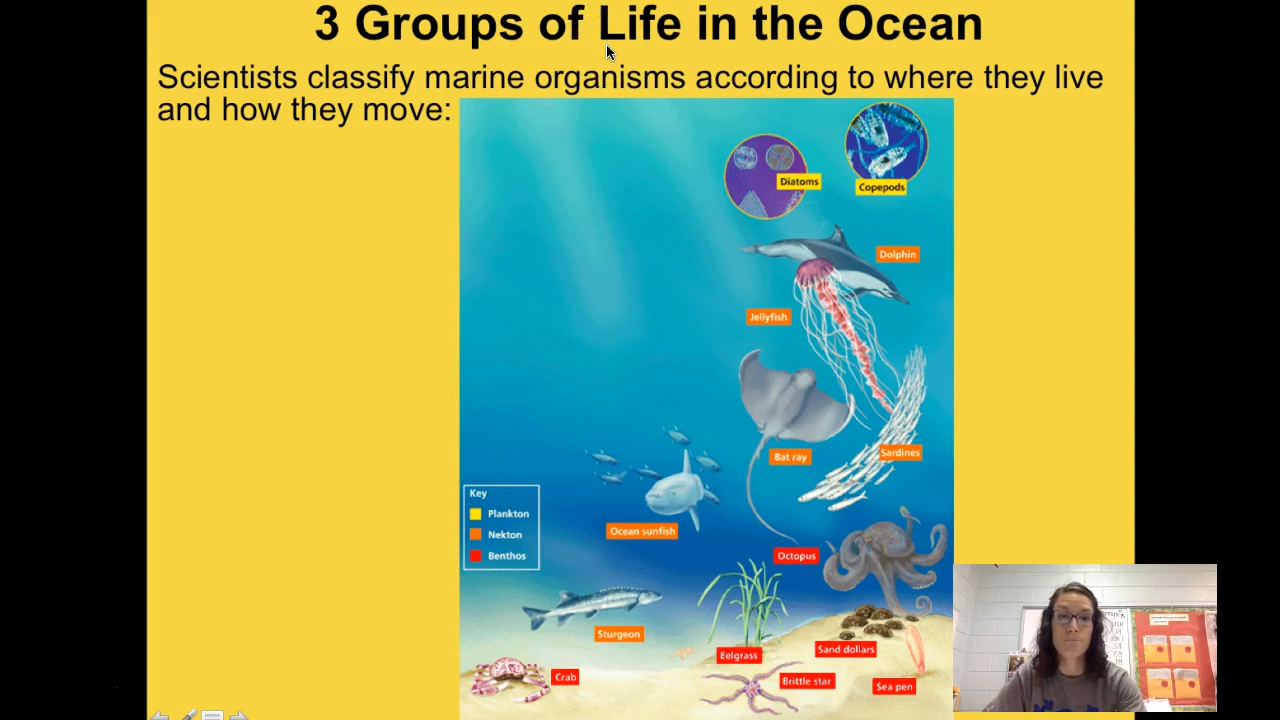 3 Groups of Life in the Ocean
Scientists classify marine organisms according to where they live
and how they move:
Diatoms
Copepods
Dolphin
Jellyfish
Bat ray
Sardines
Key
Plankton
Nekton
Benthos
Ocean sunfish
Octopus
Sturgeon
Eelgrass
Sand dollars
Crab
Brittle star
Sea pen